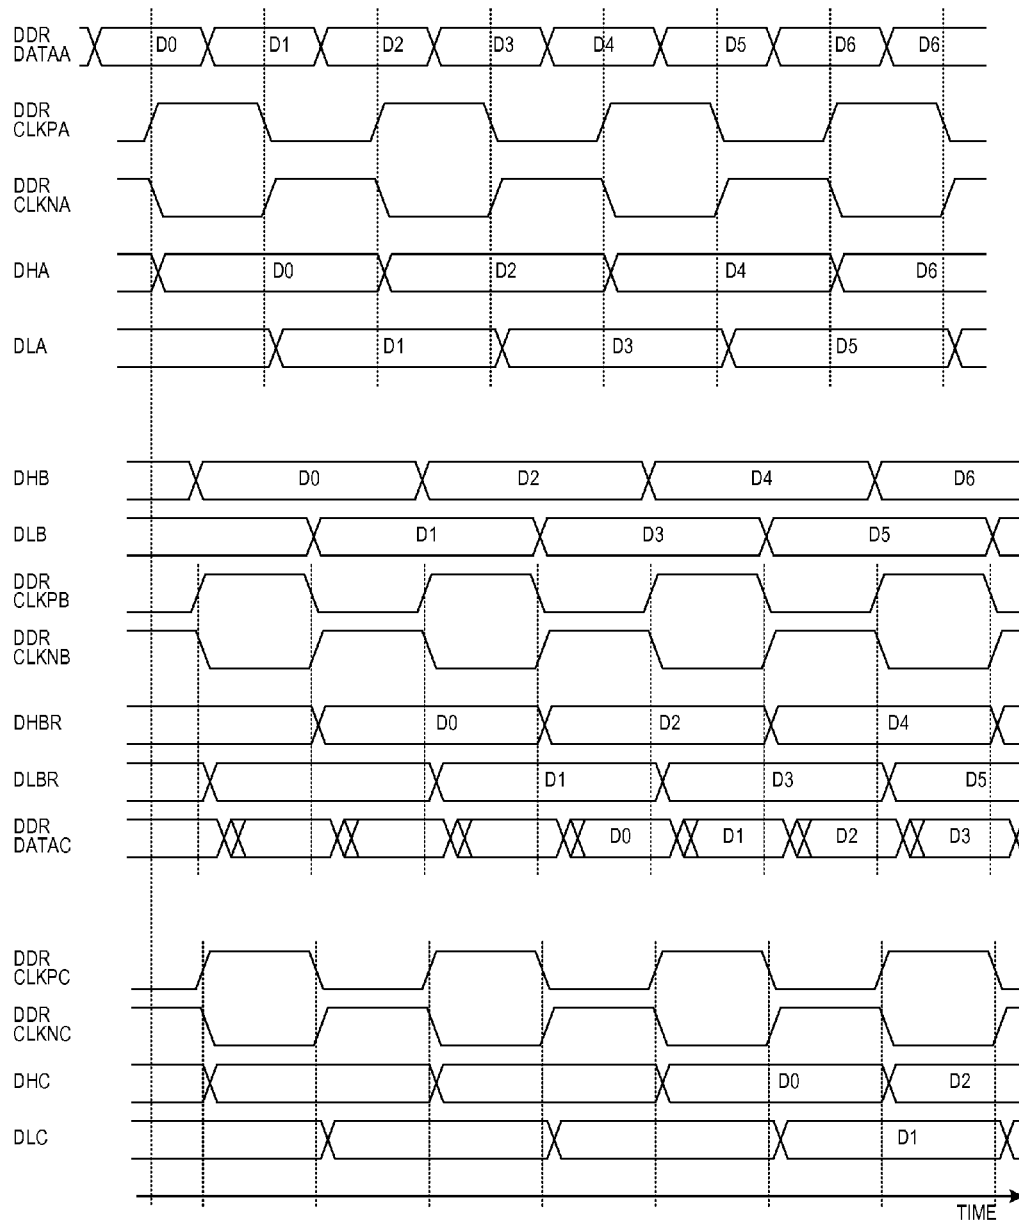 DDR
DATAA
D0 D1 D2 D3 D4 D5 D6 D6
DDR
CLKPA
DDR
CLKNA
DHA D0 D2 D4 D6
DLA D1 D3 D5
DHB D0 D2 D4 D6
DLB D1 D3 D5
DDR
CLKPB
DDR
CLKNB
DHBR D0 D2 D4
DLBR D1 D3 D5
DDR
DATAC
D0 D1 D2 D3
DDR
CLKPC
DDR
CLKNC
DHC D0 D2
DLC D1
TIME